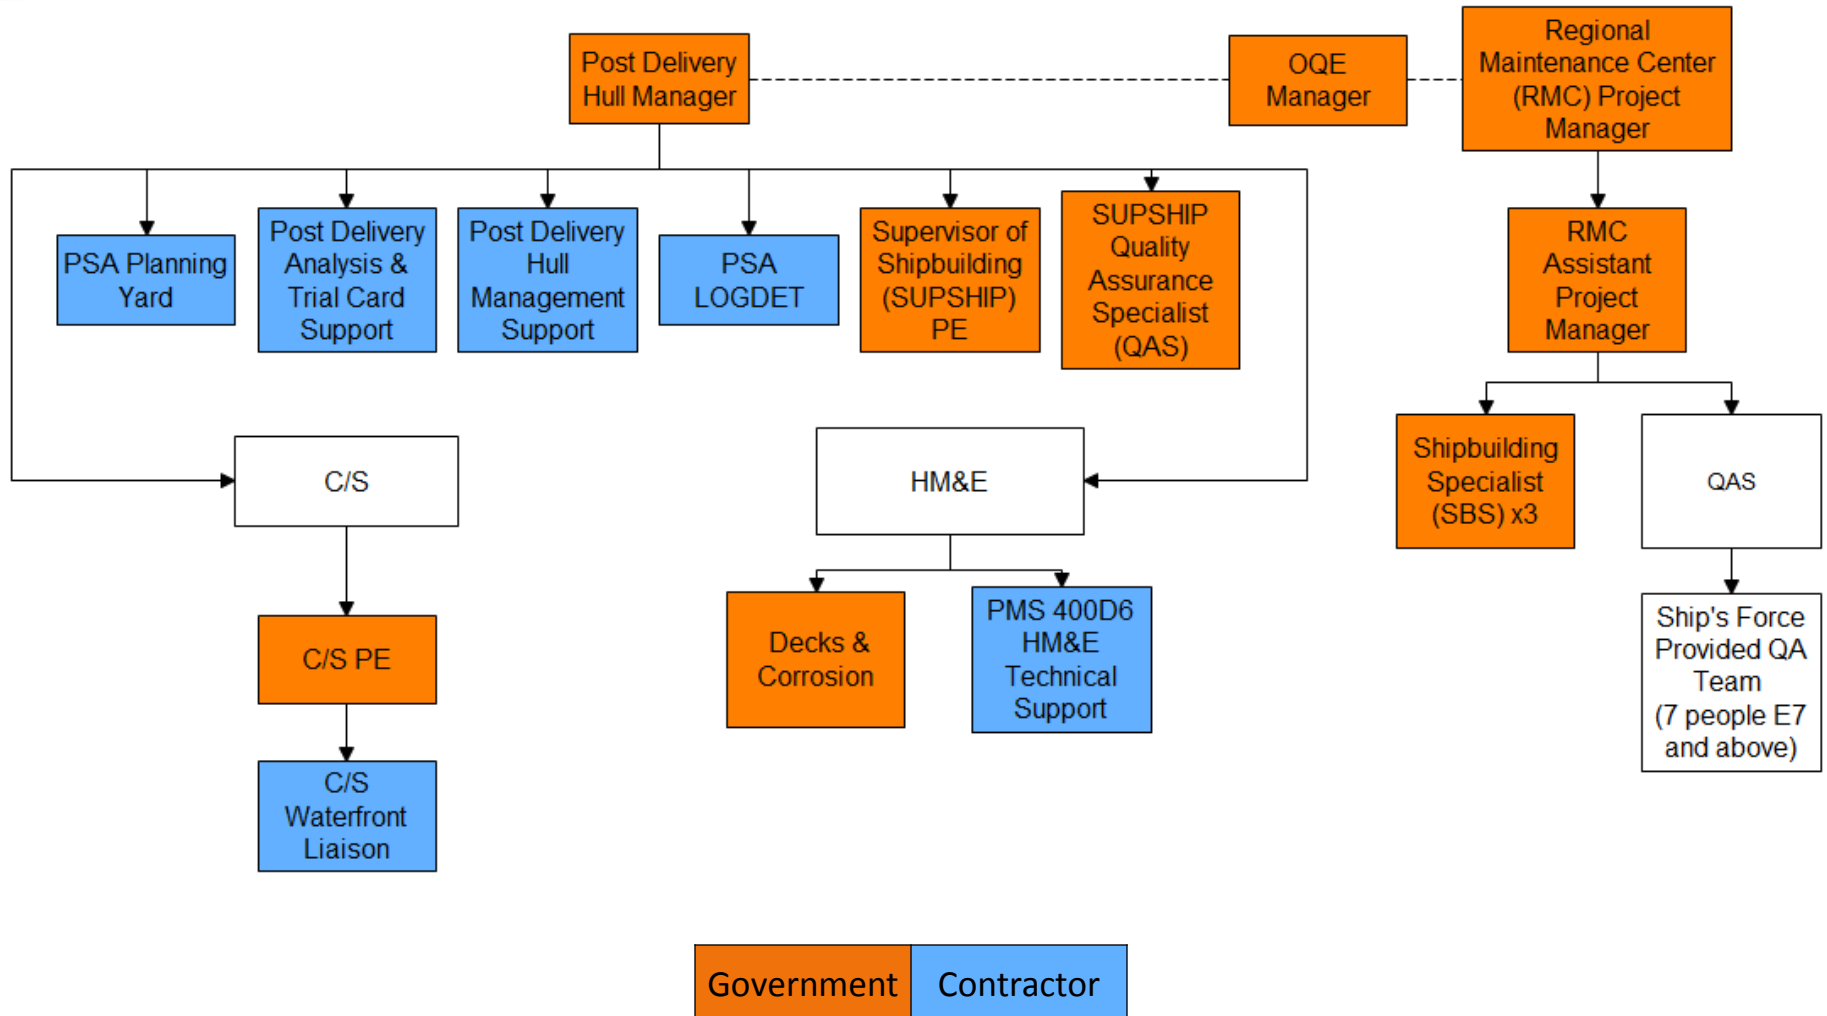 Post Delivery
Hull Manager
OQE
Manager
Regional
Maintenance Center
(RMC) Project
Manager
PSA Planning
Yard
Post Delivery
Analysis &
Trial Card
Support
Post Delivery
Hull
Management
Support
PSA
LOGDET
Supervisor of
Shipbuilding
(SUPSHIP)
PE
SUPSHIP
Quality
Assurance
Specialist
(QAS)
RMC
Assistant
Project
Manager
C/S
HM&E
Shipbuilding
Specialist
(SBS) x3
QAS
C/S PE
Decks &
Corrosion
PMS 400D6
HM&E
Technical
Support
Ship's Force
Provided QA
Team
(7 people E7
and above)
C/S
Waterfront
Liaison
Government
Contractor